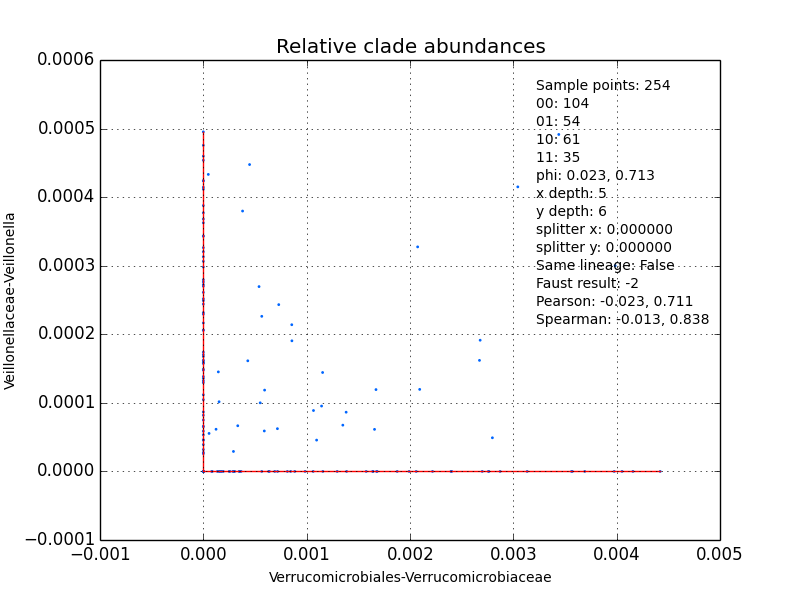 Relative clade abundances
0.0006
0.0005
0.0004
0.0003
0.0002
0.0001
0.0000
−0.0001
Veillonellaceae-Veillonella
Sample points: 254
00: 104
01: 54
10: 61
11: 35
phi: 0.023, 0.713
x depth: 5
y depth: 6
splitter x: 0.000000
splitter y: 0.000000
Same lineage: False
Faust result: -2
Pearson: -0.023, 0.711
Spearman: -0.013, 0.838
−0.001 0.000 0.001 0.002 0.003 0.004 0.005
Verrucomicrobiales-Verrucomicrobiaceae